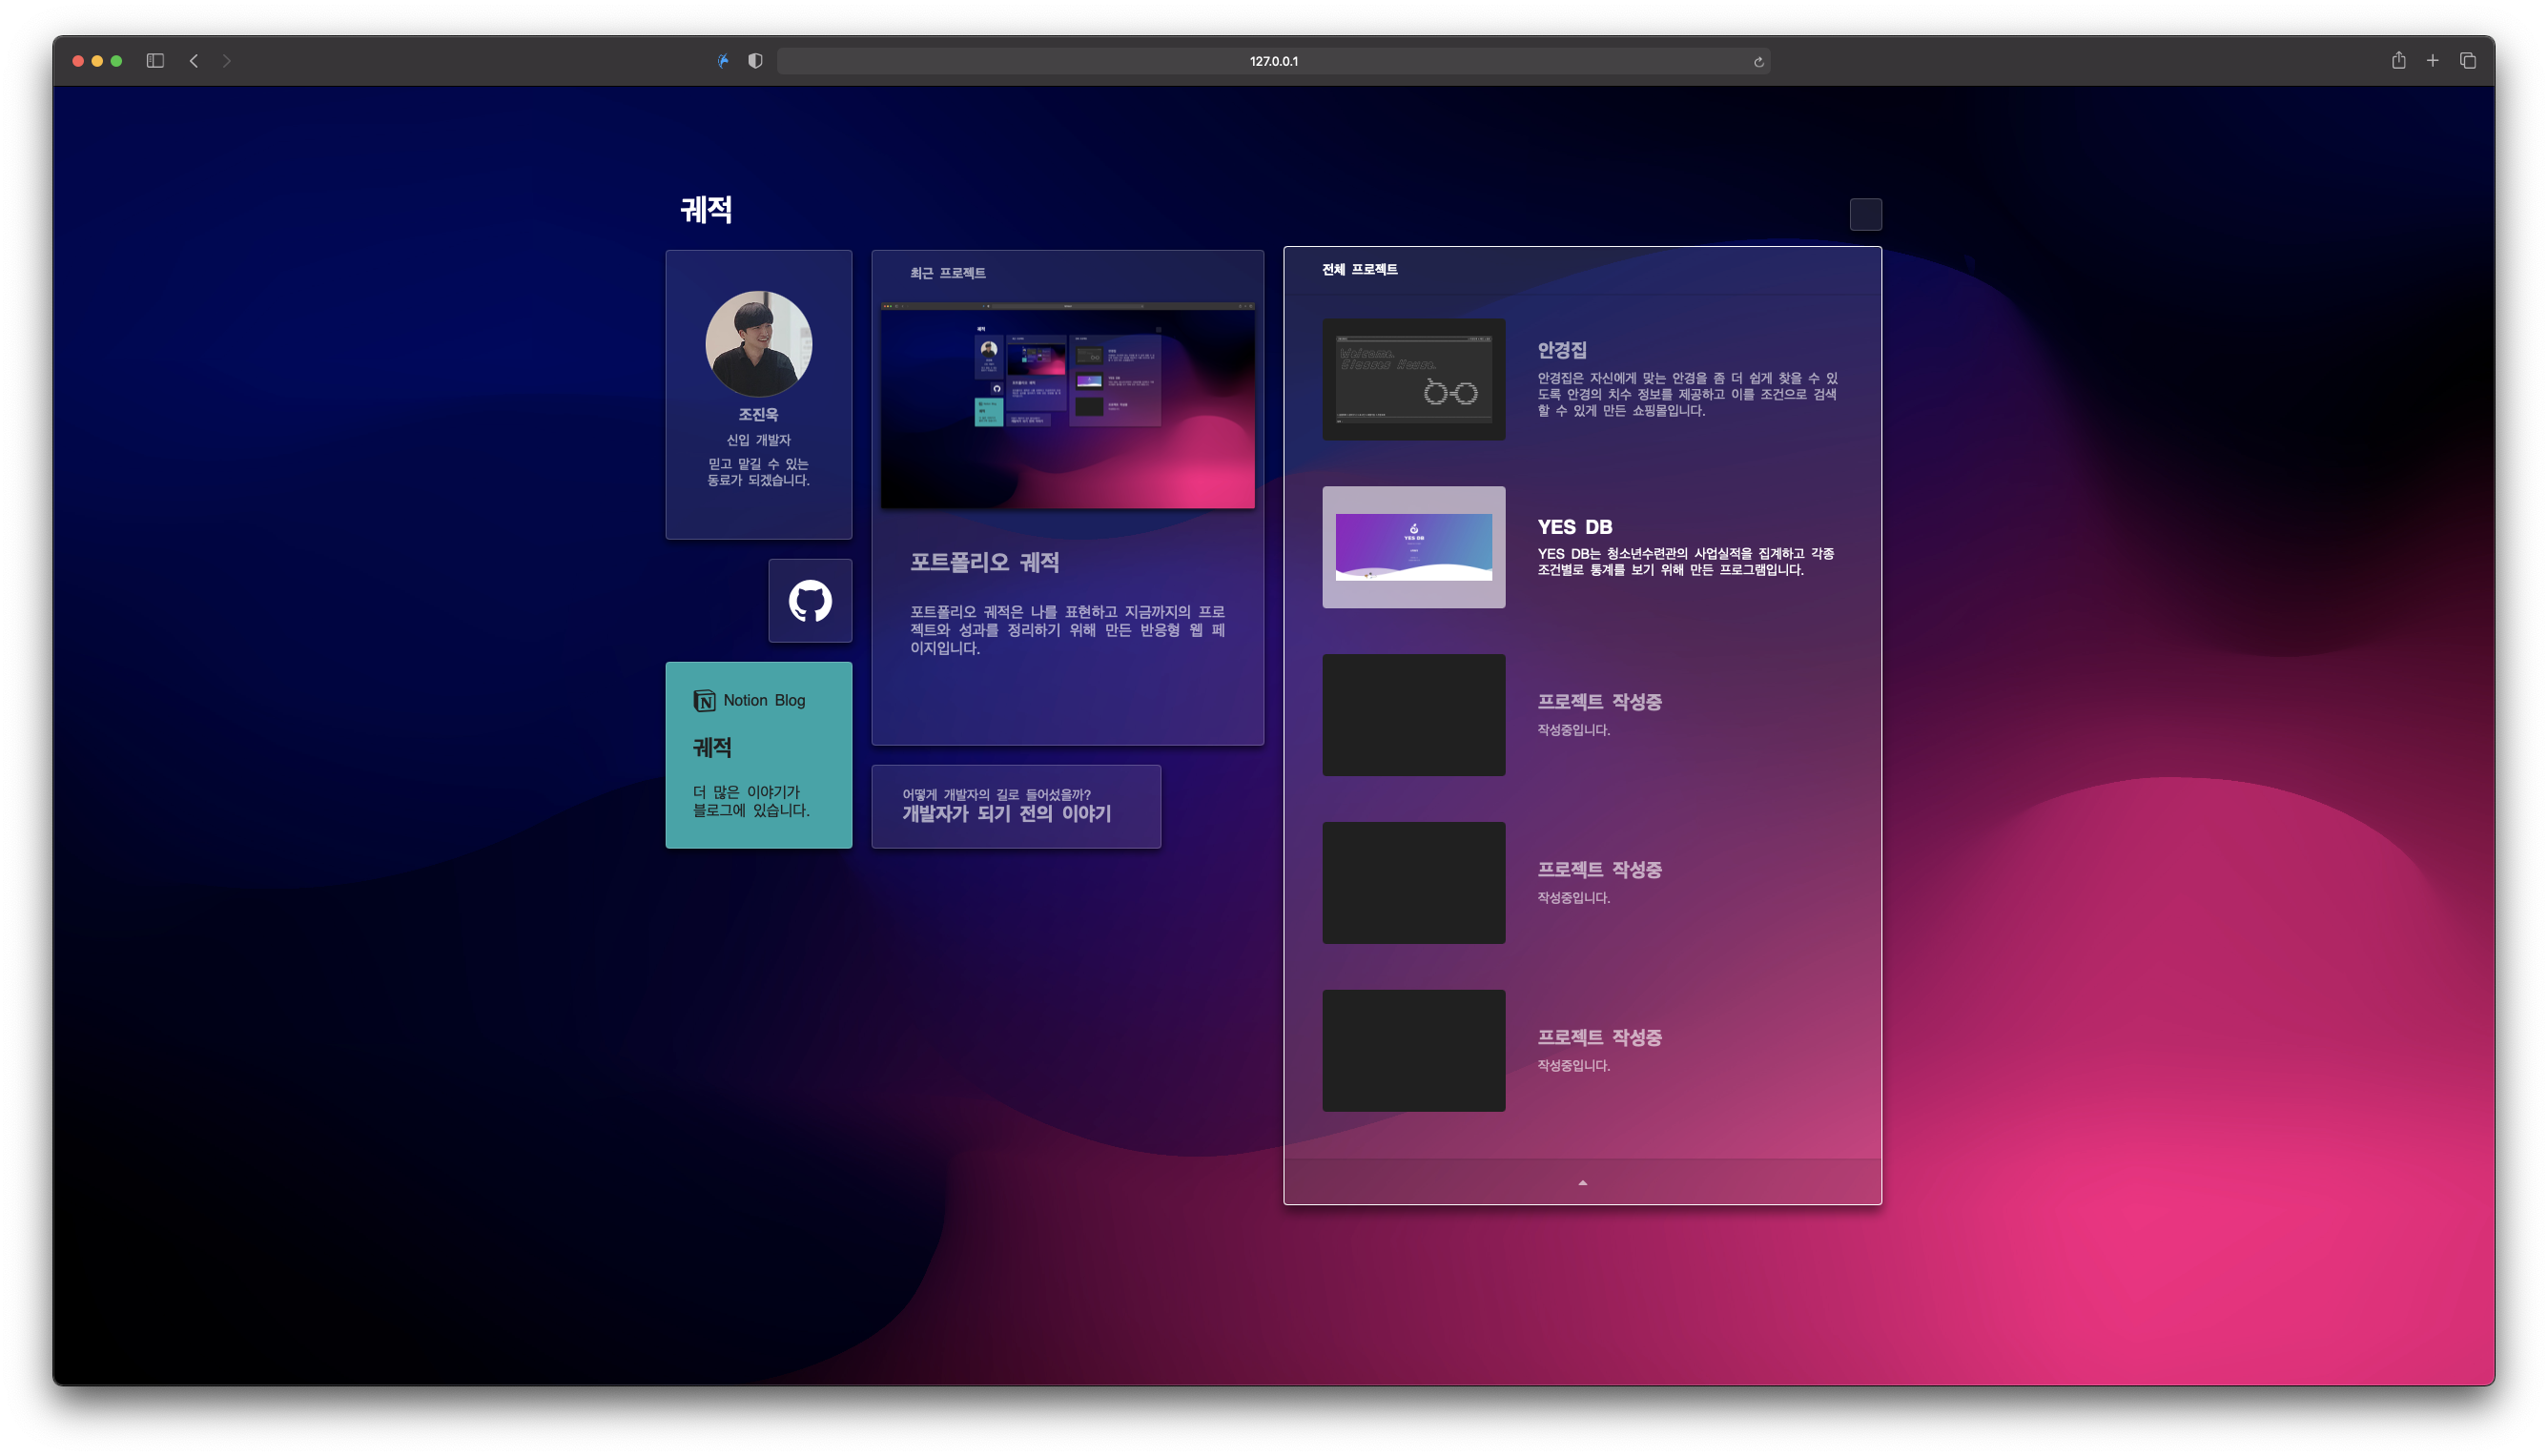 127.0.0.1
궤적
조진욱
신입 개발자
믿고 맡길 수 있는
동료가 되겠습니다.
N Notion Blog
궤적
더 많은 이야기가
블로그에 있습니다.
최근 프로젝트
포트폴리오 궤적
포트폴리오 궤적은 나를 표현하고 지금까지의 프로
젝트와 성과를 정리하기 위해 만든 반응형 웹 페
이지입니다.
어떻게 개발자의 길로 들어섰을까?
개발자가 되기 전의 이야기
전체 프로젝트
Welcome.
안경집
안경집은 자신에게 맞는 안경을 좀 더 쉽게 찾을 수 있
도록 안경의 치수 정보를 제공하고 이를 조건으로 검색
할 수 있게 만든 쇼핑몰입니다.
YES DB
YES DB
YES DB는 청소년수련관의 사업실적을 집계하고 각종
조건별로 통계를 보기 위해 만든 프로그램입니다.
프로젝트 작성중
작성중입니다.
프로젝트 작성중
작성중입니다.
프로젝트 작성중
작성중입니다.